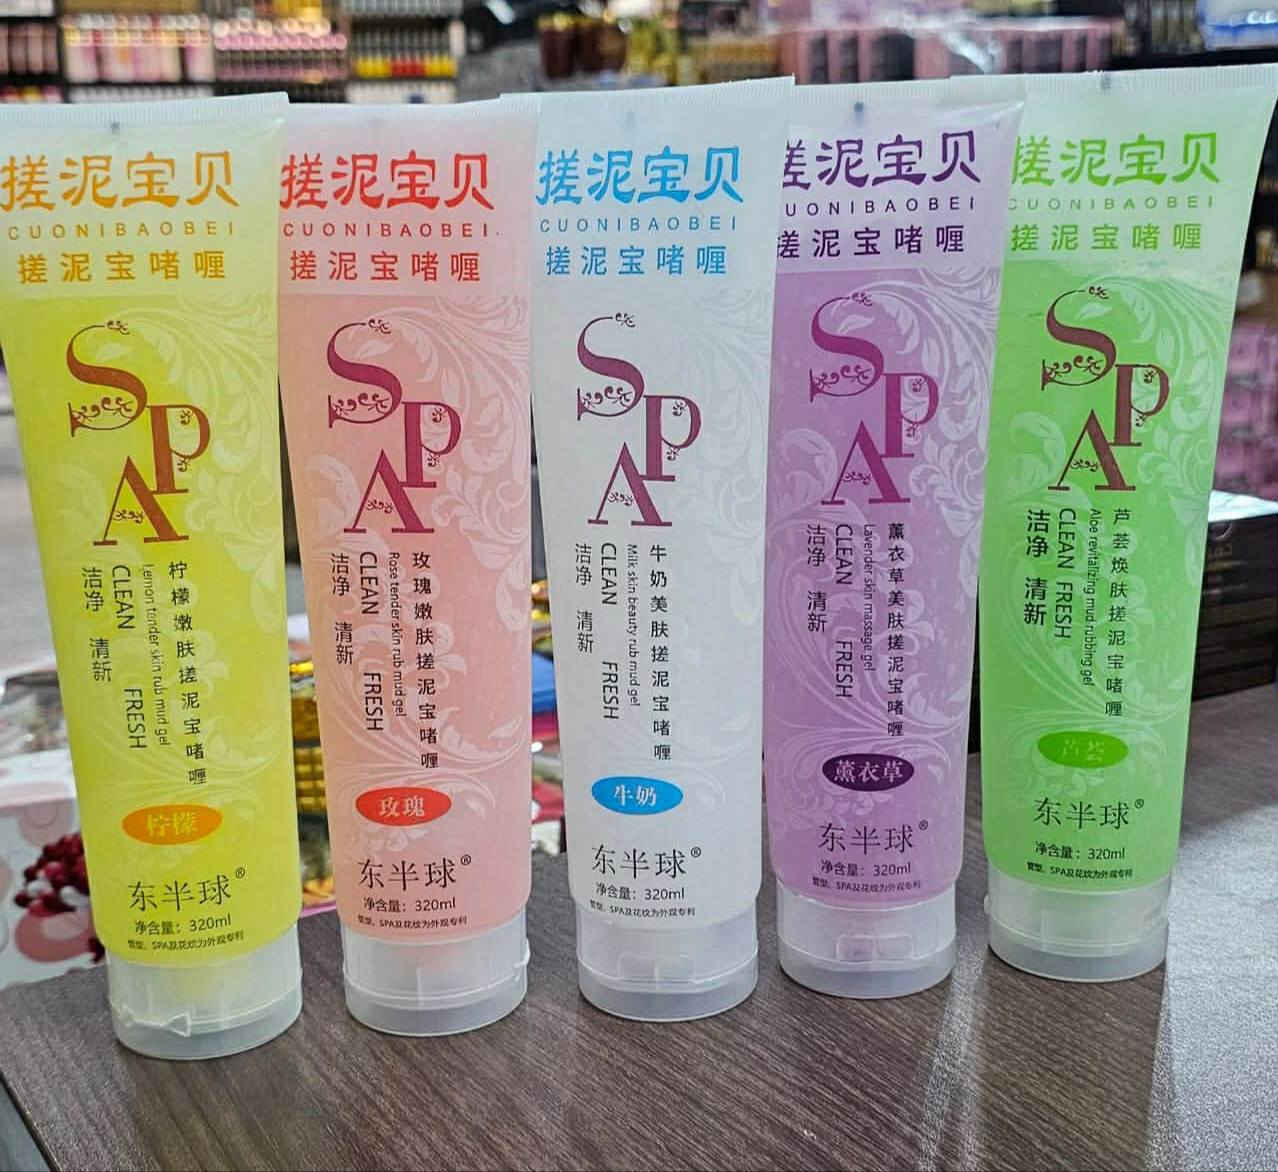 搓泥宝贝
CUONIBAOBEI
搓泥宝啫喱
SPA
柠檬嫩肤搓泥宝啫喱
Lemon tender skin rub mud gel
CLEAN FRESH
洁净 清新
柠檬
东半球®
净含量：320ml
管型、SPA及花纹为外观专利
搓泥宝贝
CUONIBAOBEI.
搓泥宝啫喱
SPA
玫瑰嫩肤搓泥宝啫喱
Rose tender skin rub mud gel
CLEAN FRESH
洁净 清新
玫瑰
东半球®
净含量：320ml
管型、SPA及花纹为外观专利
搓泥宝贝
CUONIBAOBEI
搓泥宝啫喱
SPA
牛奶美肤搓泥宝啫喱
Milk skin beauty rub mud gel
CLEAN FRESH
洁净 清新
牛奶
东半球®
净含量：320ml
管型、SPA及花纹为外观专利
搓泥宝贝
UONIBAOBEI
搓泥宝啫喱
SPA
薰衣草美肤搓泥宝啫喱
Lavender skin massage gel
CLEAN FRESH
洁净 清新
薰衣草
东半球®
净含量：320ml
管型、SPA及花纹为外观专利
搓泥宝贝
CUONIBAOBEI
搓泥宝啫喱
SPA
芦荟焕肤搓泥宝啫喱
Aloe revitalizing mud rubbing gel
CLEAN FRESH
洁净 清新
芦荟
东半球®
净含量：320ml
管型、SPA及花纹为外观专利